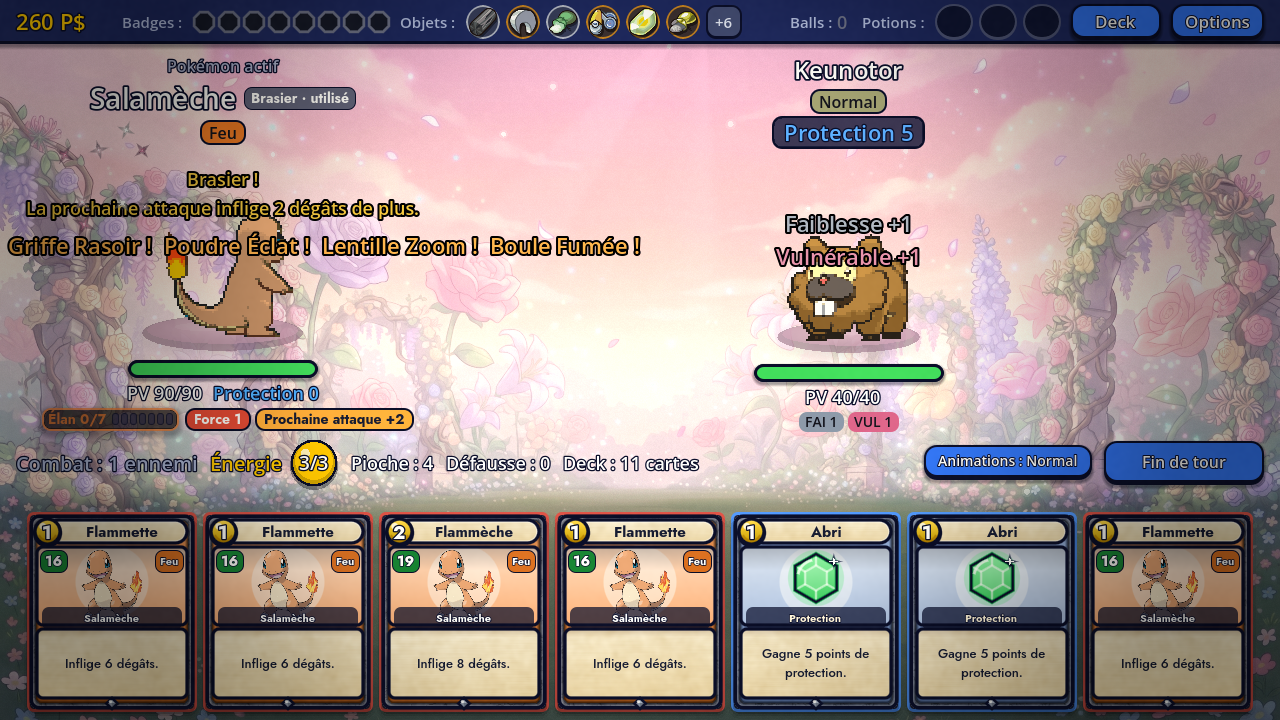 260 P$ Badges : Objets : +6 Balls : 0 Potions : Deck Options
Pokémon actif
Salamèche Brasier · utilisé
Feu
Keunotor
Normal
Protection 5
Brasier !
La prochaine attaque inflige 2 dégâts de plus.
Griffe Rasoir ! Poudre Éclat ! Lentille Zoom ! Boule Fumée !
Faiblesse +1
Vulnérable +1
PV 90/90 Protection 0
Élan 0/7 Force 1 Prochaine attaque +2
PV 40/40
FAI 1 VUL 1
Combat : 1 ennemi Énergie 3/3 Pioche : 4 Défausse : 0 Deck : 11 cartes
Animations : Normal Fin de tour
1 Flammette
16 Feu
Salamèche
Inflige 6 dégâts.
1 Flammette
16 Feu
Salamèche
Inflige 6 dégâts.
2 Flammèche
19 Feu
Salamèche
Inflige 8 dégâts.
1 Flammette
16 Feu
Salamèche
Inflige 6 dégâts.
1 Abri
Protection
Gagne 5 points de
protection.
1 Abri
Protection
Gagne 5 points de
protection.
1 Flammette
16 Feu
Salamèche
Inflige 6 dégâts.